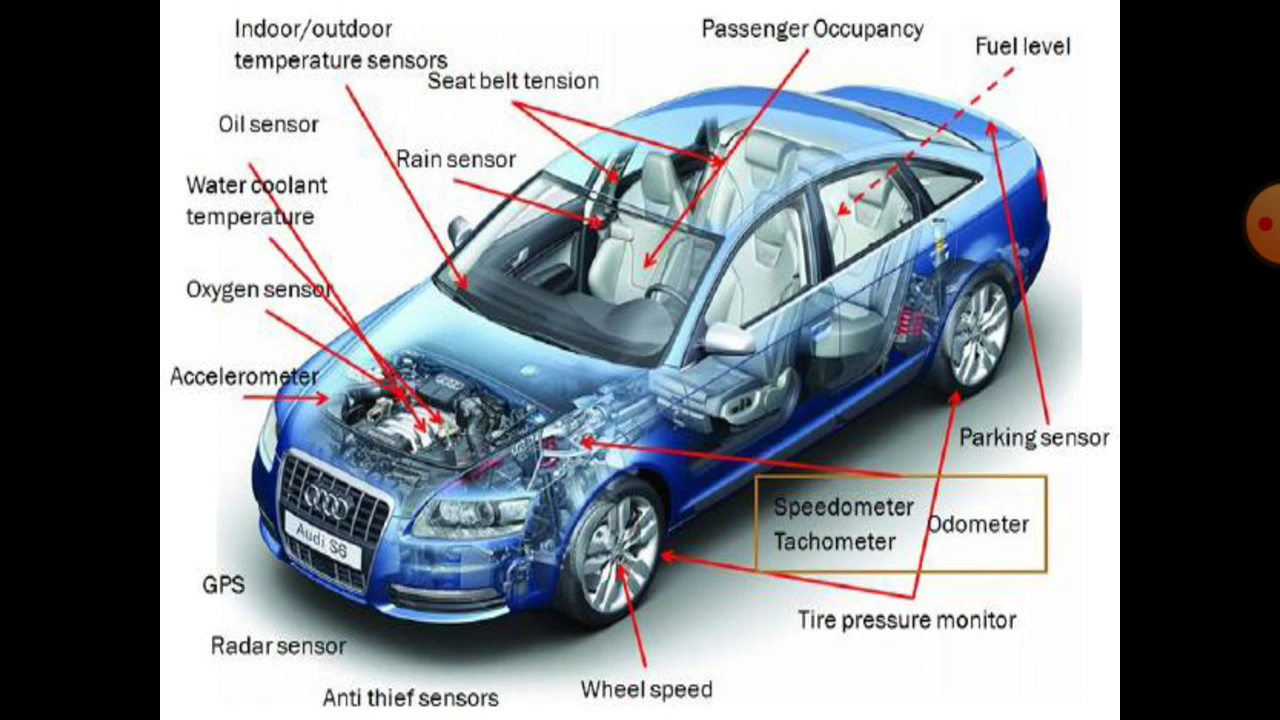 Indoor/outdoor
temperature sensors
Passenger Occupancy
Fuel level
Seat belt tension
Oil sensor
Rain sensor
Water coolant
temperature
Oxygen sensor
Accelerometer
Parking sensor
Speedometer
Tachometer
Odometer
Audi S6
GPS
Tire pressure monitor
Radar sensor
Anti thief sensors
Wheel speed